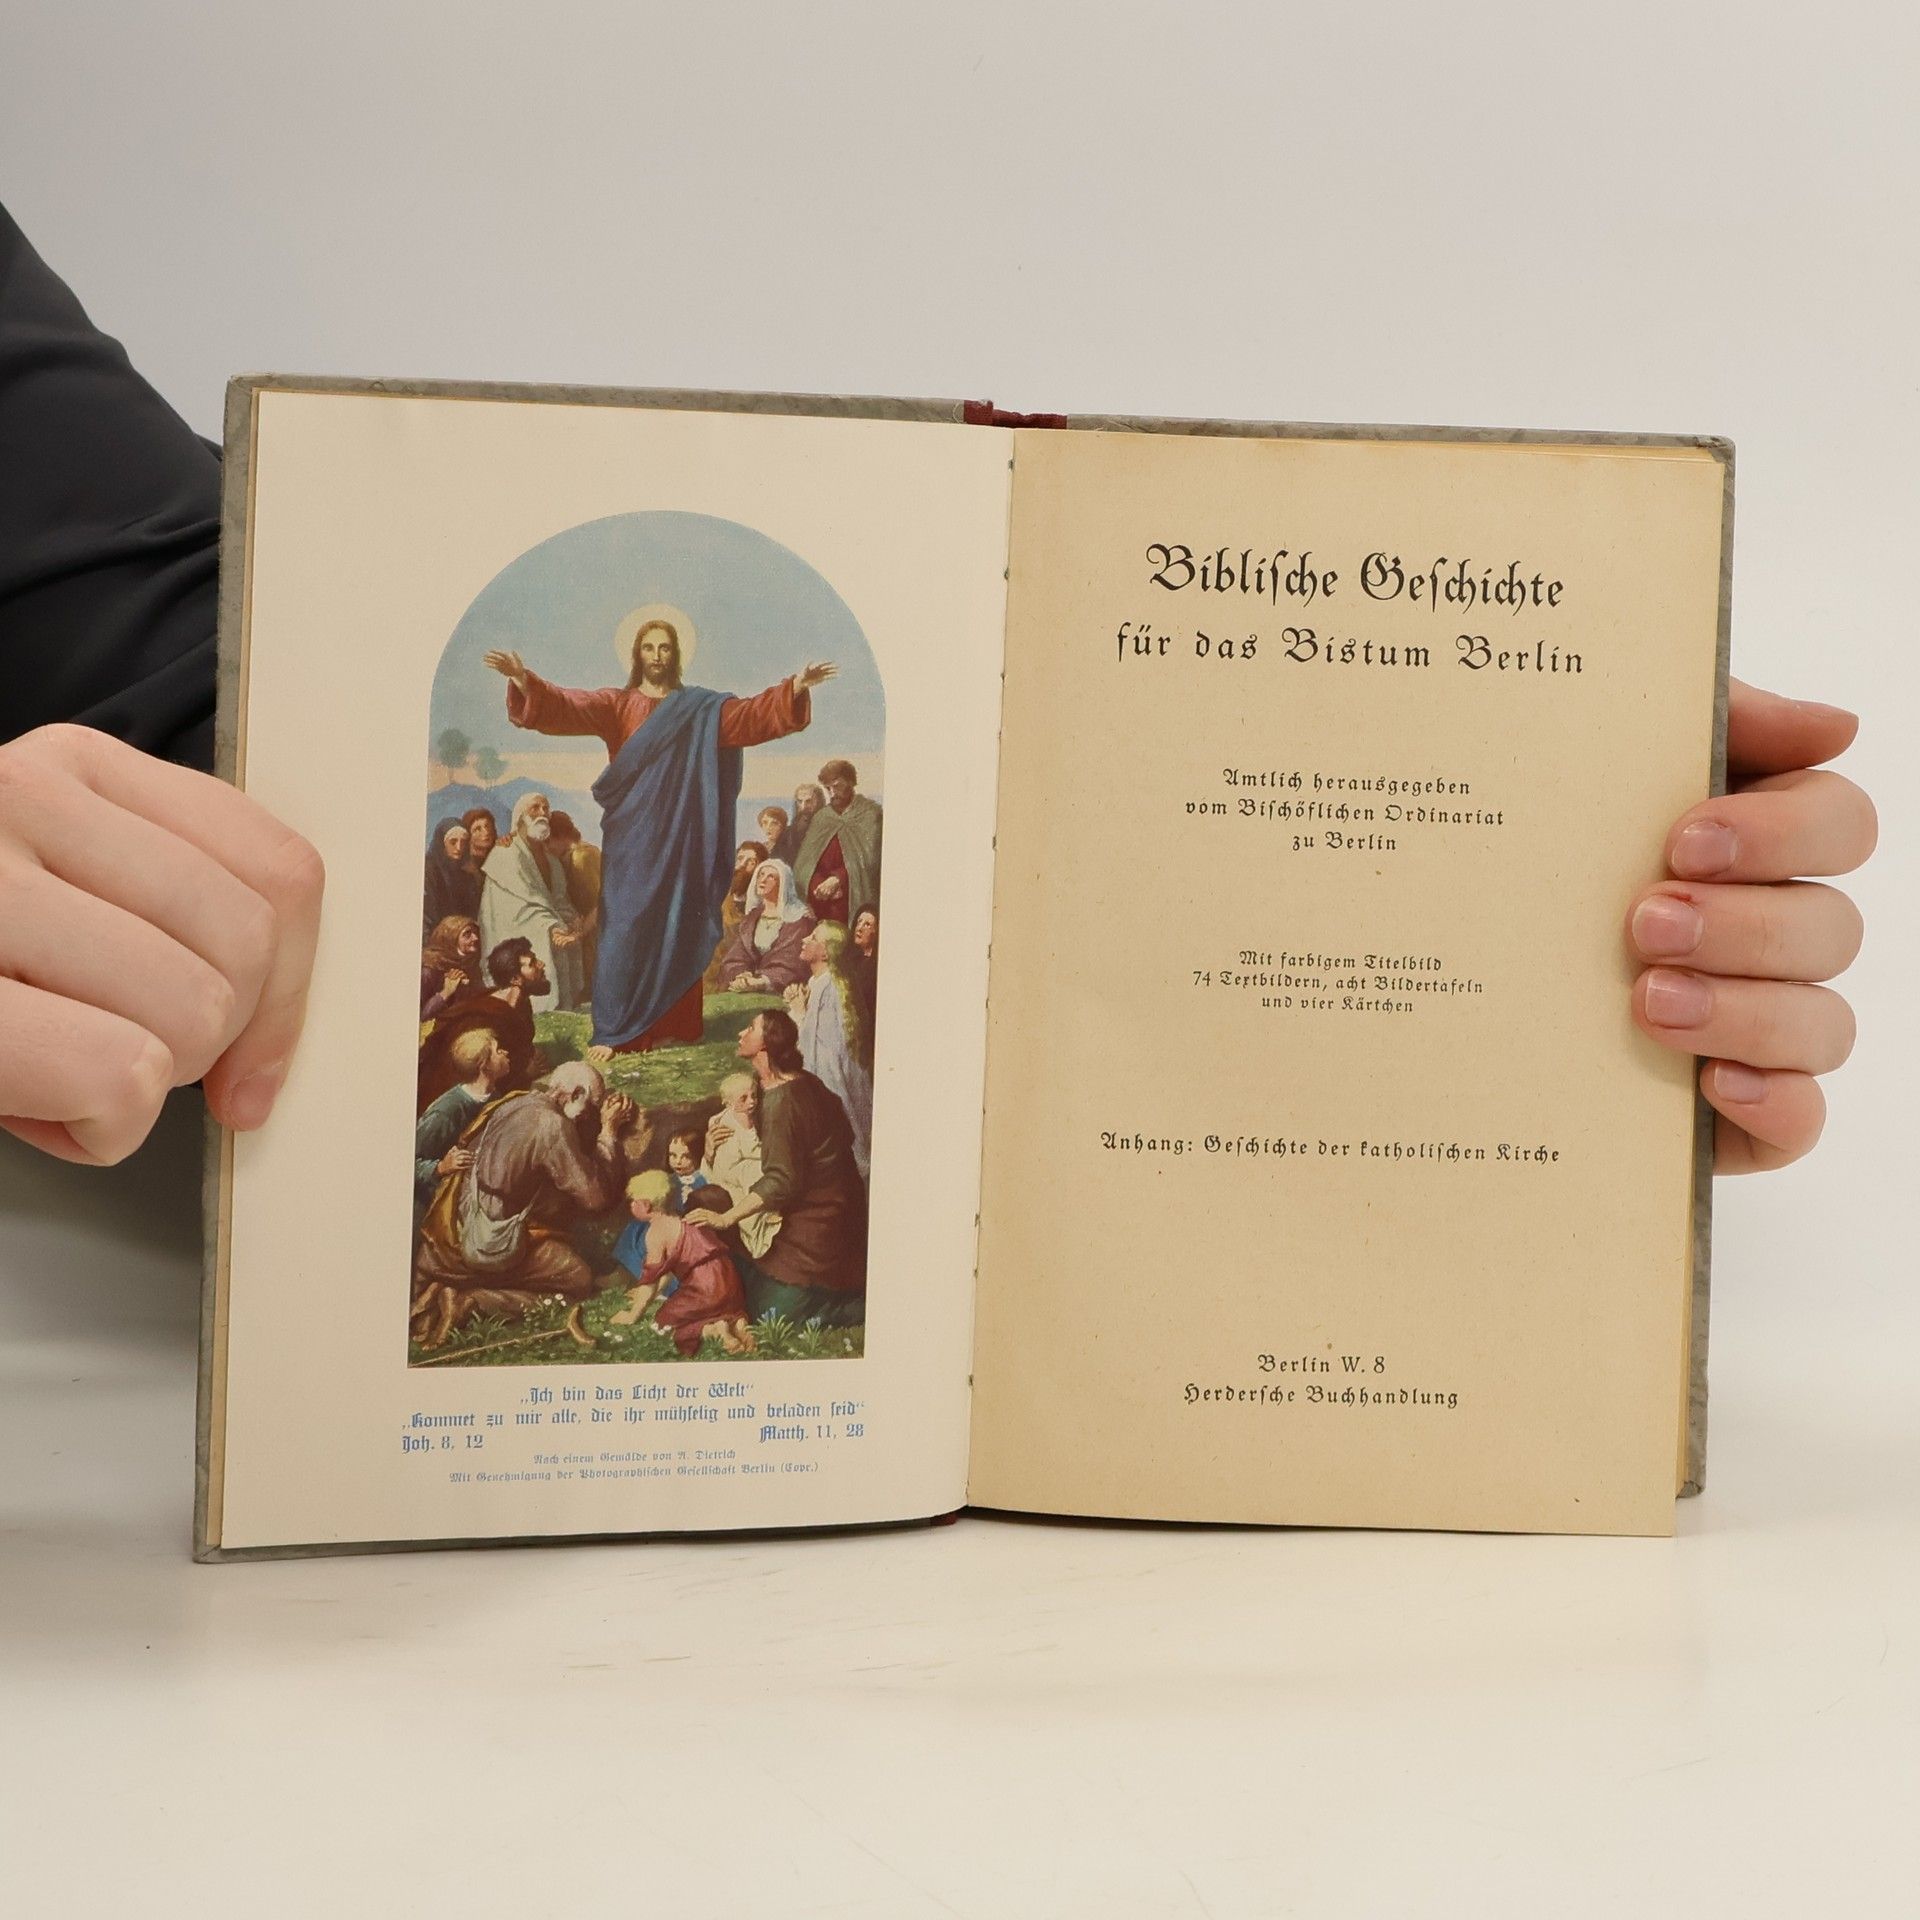 „Ich bin das Licht der Welt“
„Kommet zu mir alle, die ihr mühſelig und beladen ſeid“
Joh. 8, 12 Matth. 11, 28
Nach einem Gemälde von A. Dietrich
Mit Genehmigung der Photographiſchen Geſellſchaft Berlin (Copr.)
Bibliſche Geſchichte
für das Bistum Berlin
Amtlich herausgegeben
vom Biſchöflichen Ordinariat
zu Berlin
Mit farbigem Titelbild
74 Textbildern, acht Bildertafeln
und vier Kärtchen
Anhang: Geſchichte der katholiſchen Kirche
Berlin W. 8
Herderſche Buchhandlung